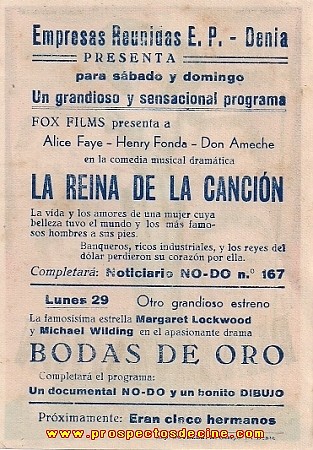 Empresas Reunidas E. P. - Denia
PRESENTA
para sábado y domingo
Un grandioso y sensacional programa
FOX FILMS presenta a
Alice Faye - Henry Fonda - Don Ameche
en la comedia musical dramática
LA REINA DE LA CANCIÓN
La vida y los amores de una mujer cuya
belleza tuvo el mundo y los más famo-
sos hombres a sus pies.
Banqueros, ricos industriales, y los reyes del
dólar perdieron su corazón por ella.
Completará: Noticiario NO-DO n.º 167
Lunes 29 Otro grandioso estreno
La famosísima estrella Margaret Lockwood
y Michael Wilding en el apasionante drama
BODAS DE ORO
Completará el programa:
Un documental NO-DO y un bonito DIBUJO
Próximamente: Eran cinco hermanos
www.prospectosdecine.com